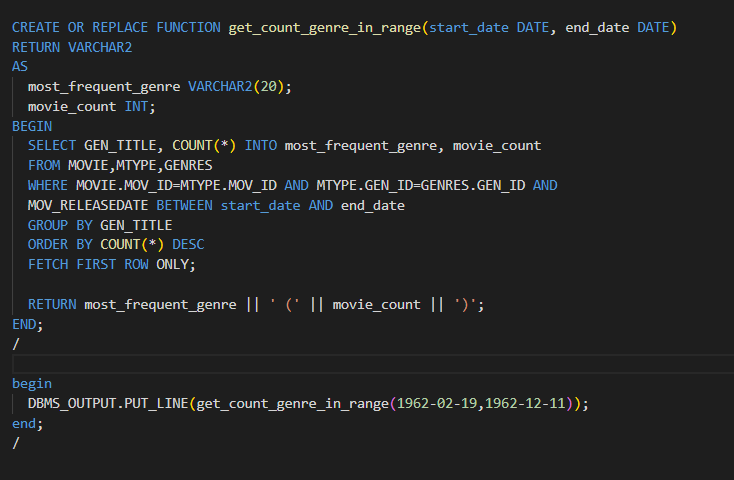 CREATE OR REPLACE FUNCTION get_count_genre_in_range(start_date DATE, end_date DATE)
RETURN VARCHAR2
AS
  most_frequent_genre VARCHAR2(20);
  movie_count INT;
BEGIN
  SELECT GEN_TITLE, COUNT(*) INTO most_frequent_genre, movie_count
  FROM MOVIE,MTYPE,GENRES
  WHERE MOVIE.MOV_ID=MTYPE.MOV_ID AND MTYPE.GEN_ID=GENRES.GEN_ID AND
  MOV_RELEASEDATE BETWEEN start_date AND end_date
  GROUP BY GEN_TITLE
  ORDER BY COUNT(*) DESC
  FETCH FIRST ROW ONLY;

  RETURN most_frequent_genre || ' (' || movie_count || ')';
END;
/

begin
  DBMS_OUTPUT.PUT_LINE(get_count_genre_in_range(1962-02-19,1962-12-11));
end;
/